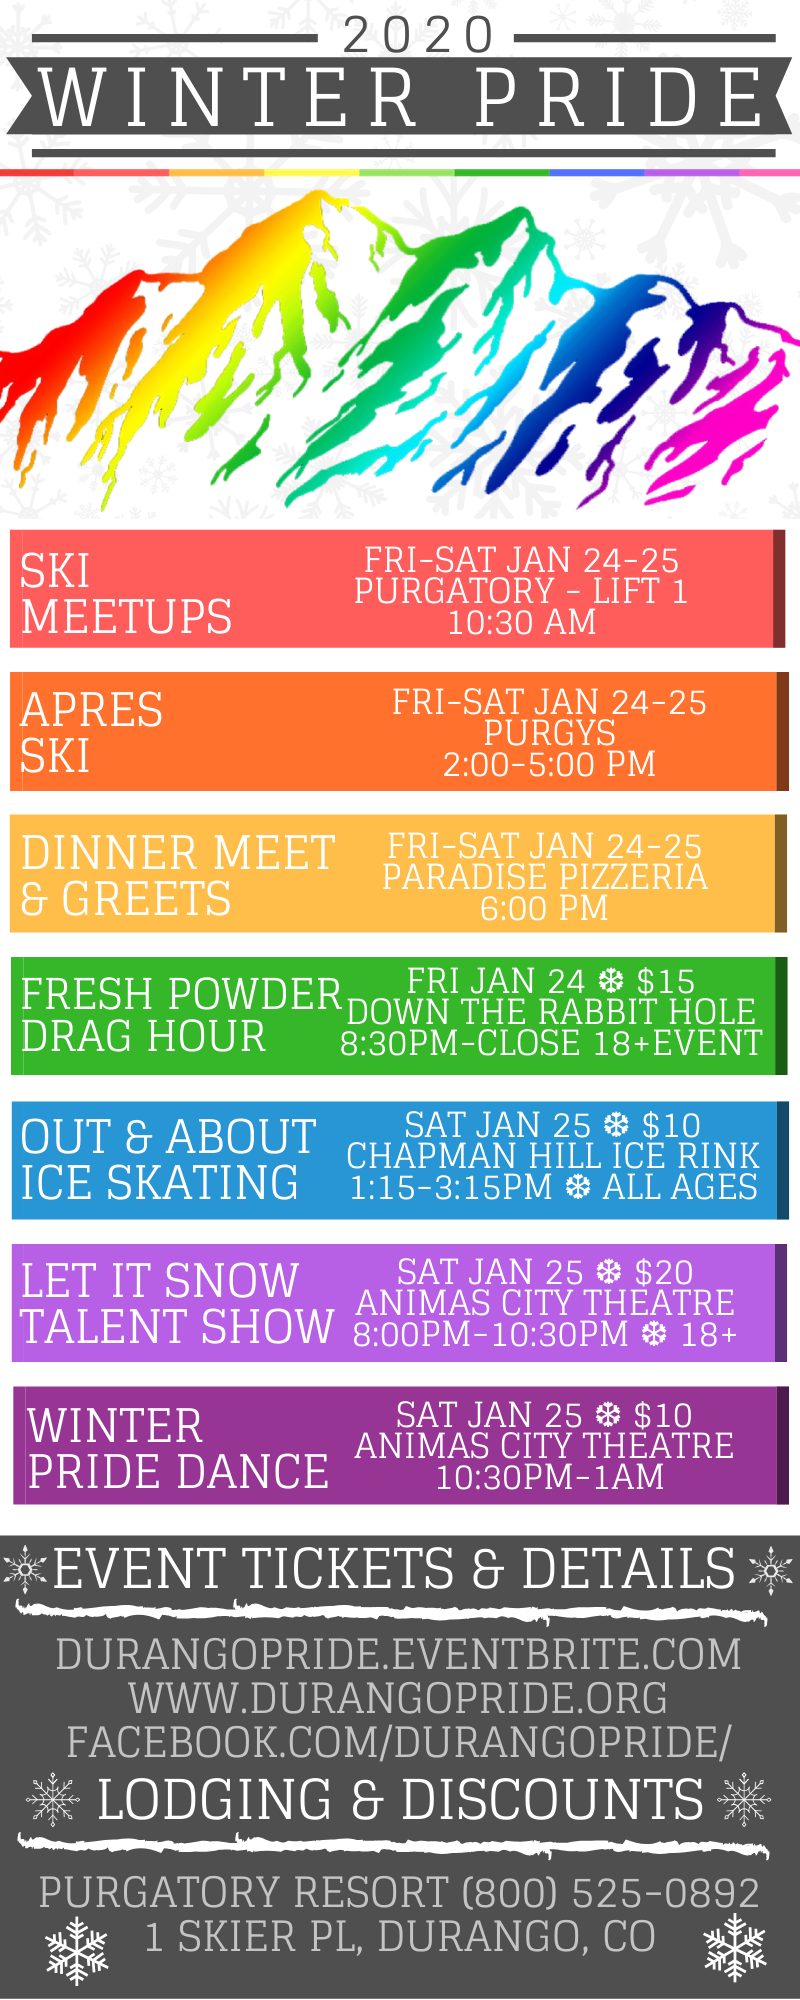 2020
WINTER PRIDE
SKI
MEETUPS
FRI-SAT JAN 24-25
PURGATORY - LIFT 1
10:30 AM
APRES
SKI
FRI-SAT JAN 24-25
PURGYS
2:00-5:00 PM
DINNER MEET
& GREETS
FRI-SAT JAN 24-25
PARADISE PIZZERIA
6:00 PM
FRESH POWDER
DRAG HOUR
FRI JAN 24 ❆ $15
DOWN THE RABBIT HOLE
8:30PM-CLOSE 18+EVENT
OUT & ABOUT
ICE SKATING
SAT JAN 25 ❆ $10
CHAPMAN HILL ICE RINK
1:15-3:15PM ❆ ALL AGES
LET IT SNOW
TALENT SHOW
SAT JAN 25 ❆ $20
ANIMAS CITY THEATRE
8:00PM-10:30PM ❆ 18+
WINTER
PRIDE DANCE
SAT JAN 25 ❆ $10
ANIMAS CITY THEATRE
10:30PM-1AM
EVENT TICKETS & DETAILS
DURANGOPRIDE.EVENTBRITE.COM
WWW.DURANGOPRIDE.ORG
FACEBOOK.COM/DURANGOPRIDE/
LODGING & DISCOUNTS
PURGATORY RESORT (800) 525-0892
1 SKIER PL, DURANGO, CO